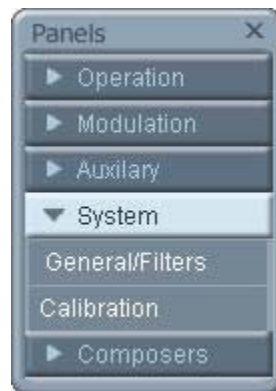 Panels
Operation
Modulation
Auxilary
System
General/Filters
Calibration
Composers